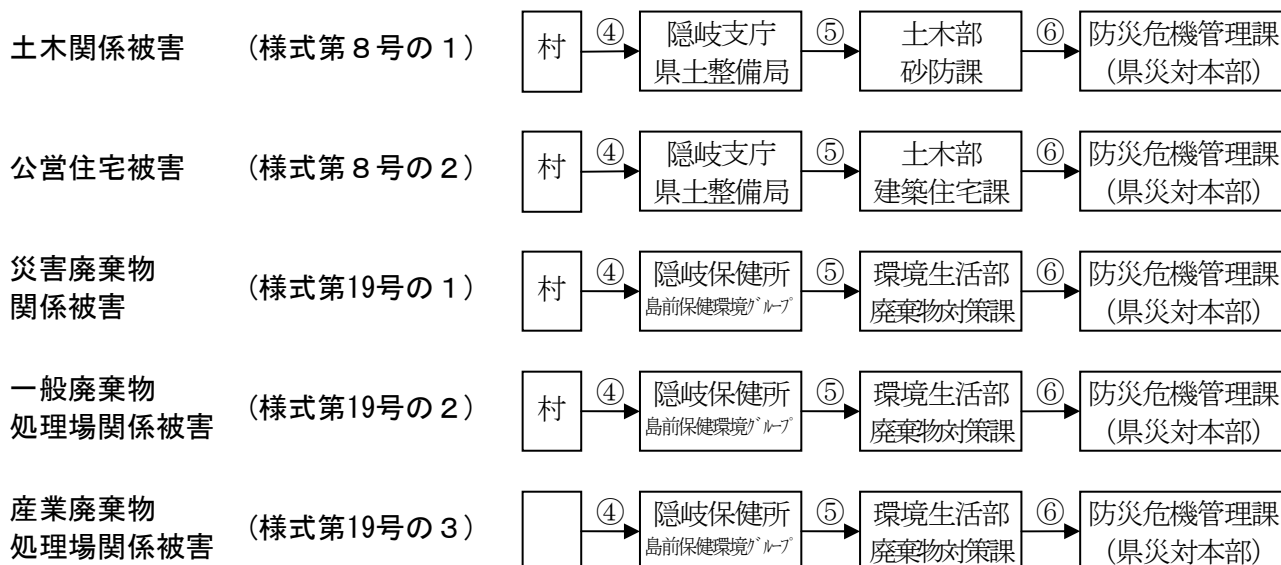 土木関係被害 (様式第８号の１) 村 ④ 隠岐支庁 ⑤ 土木部 ⑥ 防災危機管理課
県土整備局 砂防課 (県災対本部)
公営住宅被害 (様式第８号の２) 村 ④ 隠岐支庁 ⑤ 土木部 ⑥ 防災危機管理課
県土整備局 建築住宅課 (県災対本部)
災害廃棄物
関係被害 (様式第19号の１) 村 ④ 隠岐保健所 ⑤ 環境生活部 ⑥ 防災危機管理課
島前保健環境ｸﾞﾙｰﾌﾟ 廃棄物対策課 (県災対本部)
一般廃棄物
処理場関係被害 (様式第19号の２) 村 ④ 隠岐保健所 ⑤ 環境生活部 ⑥ 防災危機管理課
島前保健環境ｸﾞﾙｰﾌﾟ 廃棄物対策課 (県災対本部)
産業廃棄物
処理場関係被害 (様式第19号の３) ④ 隠岐保健所 ⑤ 環境生活部 ⑥ 防災危機管理課
島前保健環境ｸﾞﾙｰﾌﾟ 廃棄物対策課 (県災対本部)